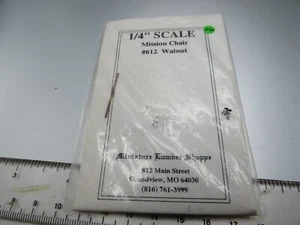 1/4" SCALE
Mission Chair
#612 Walnut
Miniature Lumber Shoppe
812 Main Street
Grandview, MO 64030
(816) 761-3999